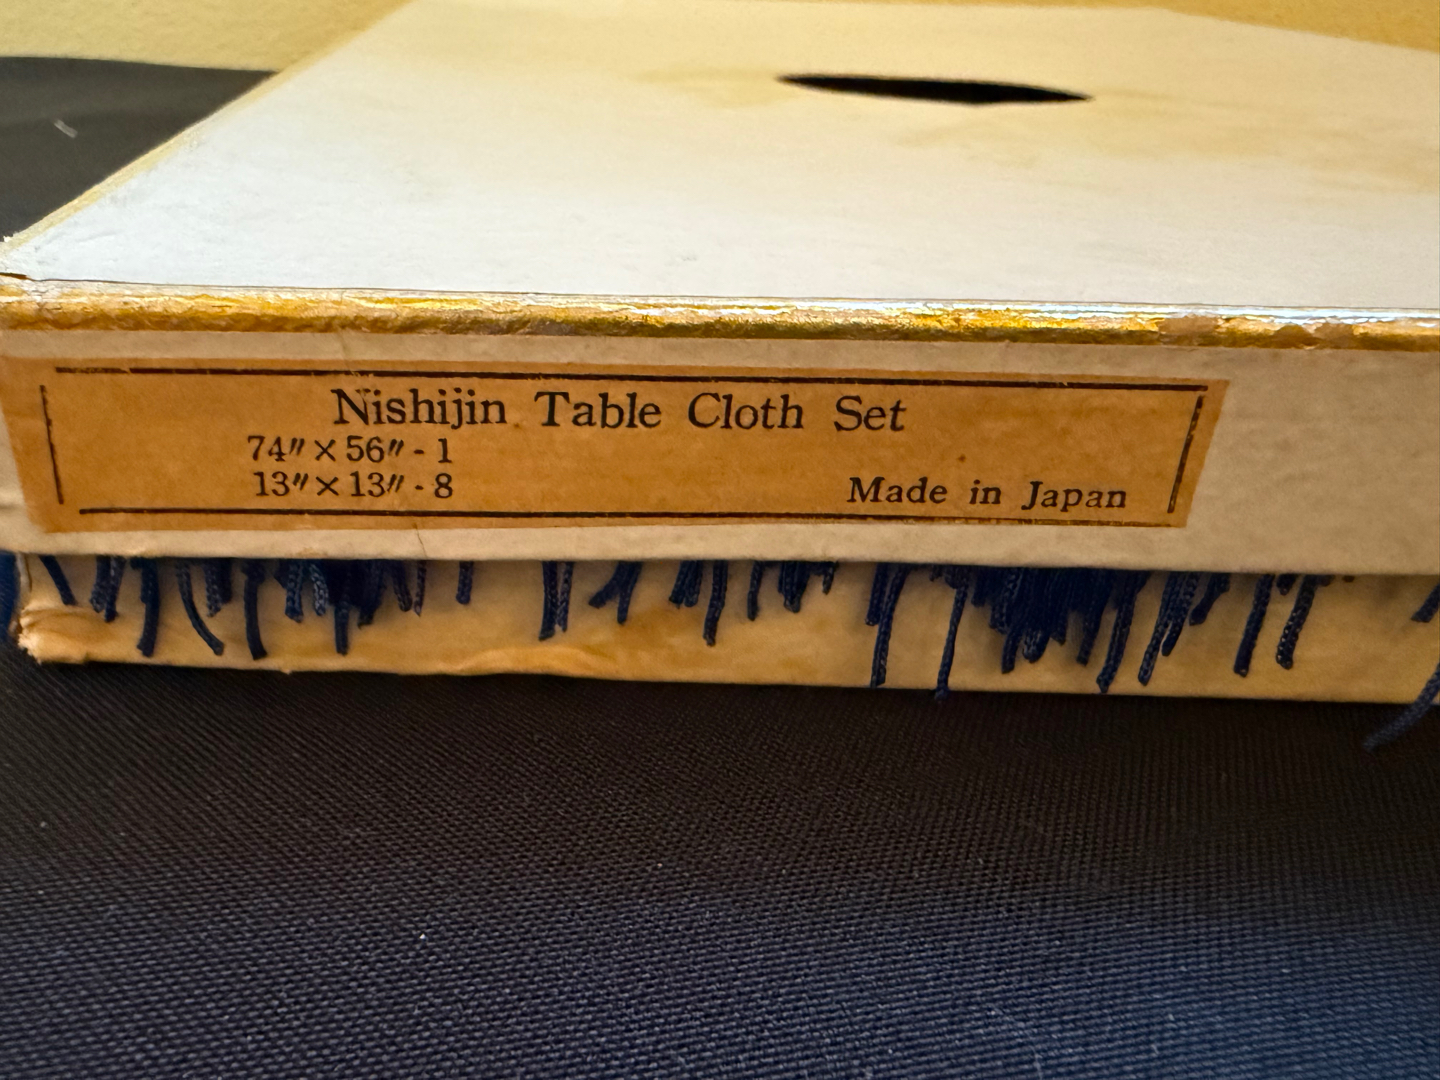 Nishijin Table Cloth Set
74″ × 56″ - 1
13″ × 13″ - 8
Made in Japan